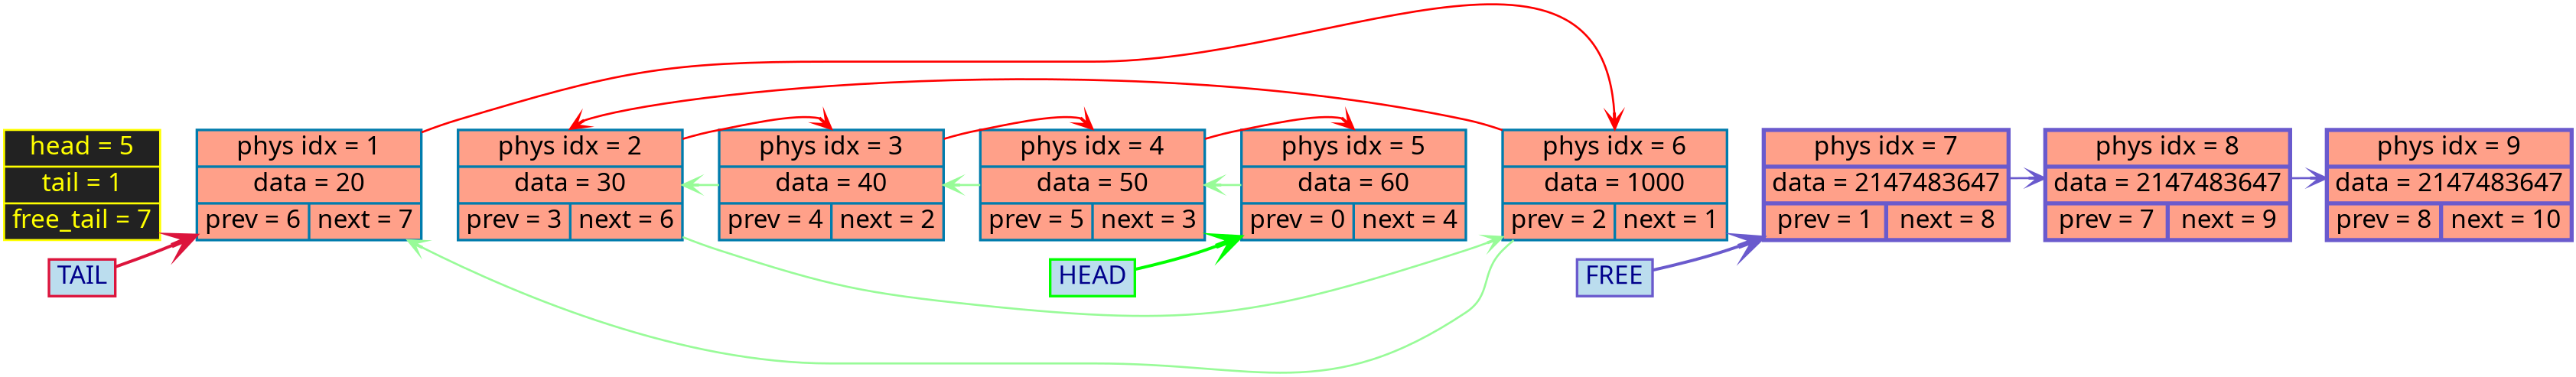 head = 5
tail = 1
free_tail = 7
phys idx = 1
data = 20
prev = 6 next = 7
phys idx = 2
data = 30
prev = 3 next = 6
phys idx = 3
data = 40
prev = 4 next = 2
phys idx = 4
data = 50
prev = 5 next = 3
phys idx = 5
data = 60
prev = 0 next = 4
phys idx = 6
data = 1000
prev = 2 next = 1
phys idx = 7
data = 2147483647
prev = 1 next = 8
phys idx = 8
data = 2147483647
prev = 7 next = 9
phys idx = 9
data = 2147483647
prev = 8 next = 10
TAIL
HEAD
FREE